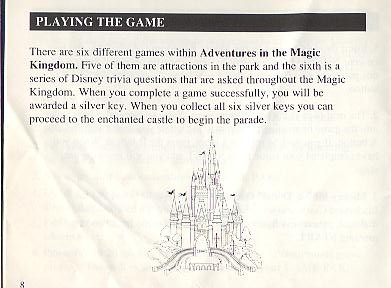 PLAYING THE GAME
There are six different games within Adventures in the Magic
Kingdom. Five of them are attractions in the park and the sixth is a
series of Disney trivia questions that are asked throughout the Magic
Kingdom. When you complete a game successfully, you will be
awarded a silver key. When you collect all six silver keys you can
proceed to the enchanted castle to begin the parade.
8